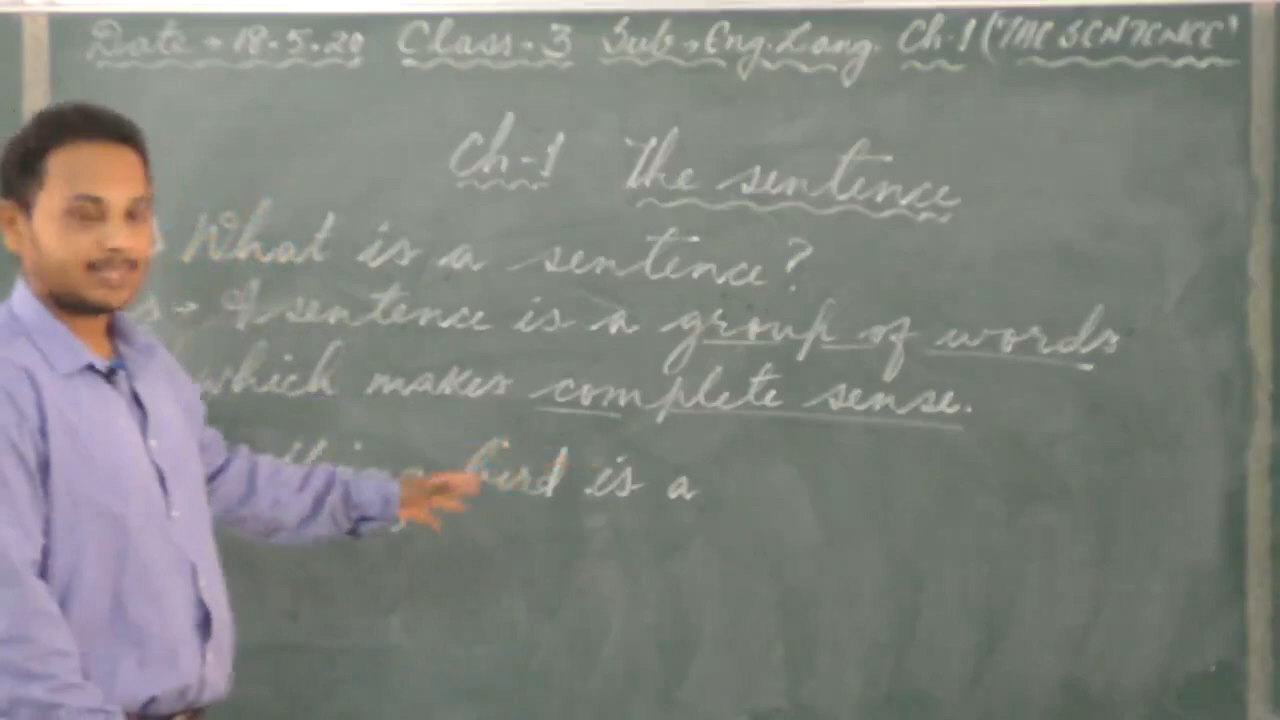 Date → 18.5.20 Class - 3 Sub → Eng. Lang. Ch. 1 ("THE SENTENCE"
Ch-1 The sentence
What is a sentence?
s - A sentence is a group of words
which makes complete sense.
bird is a